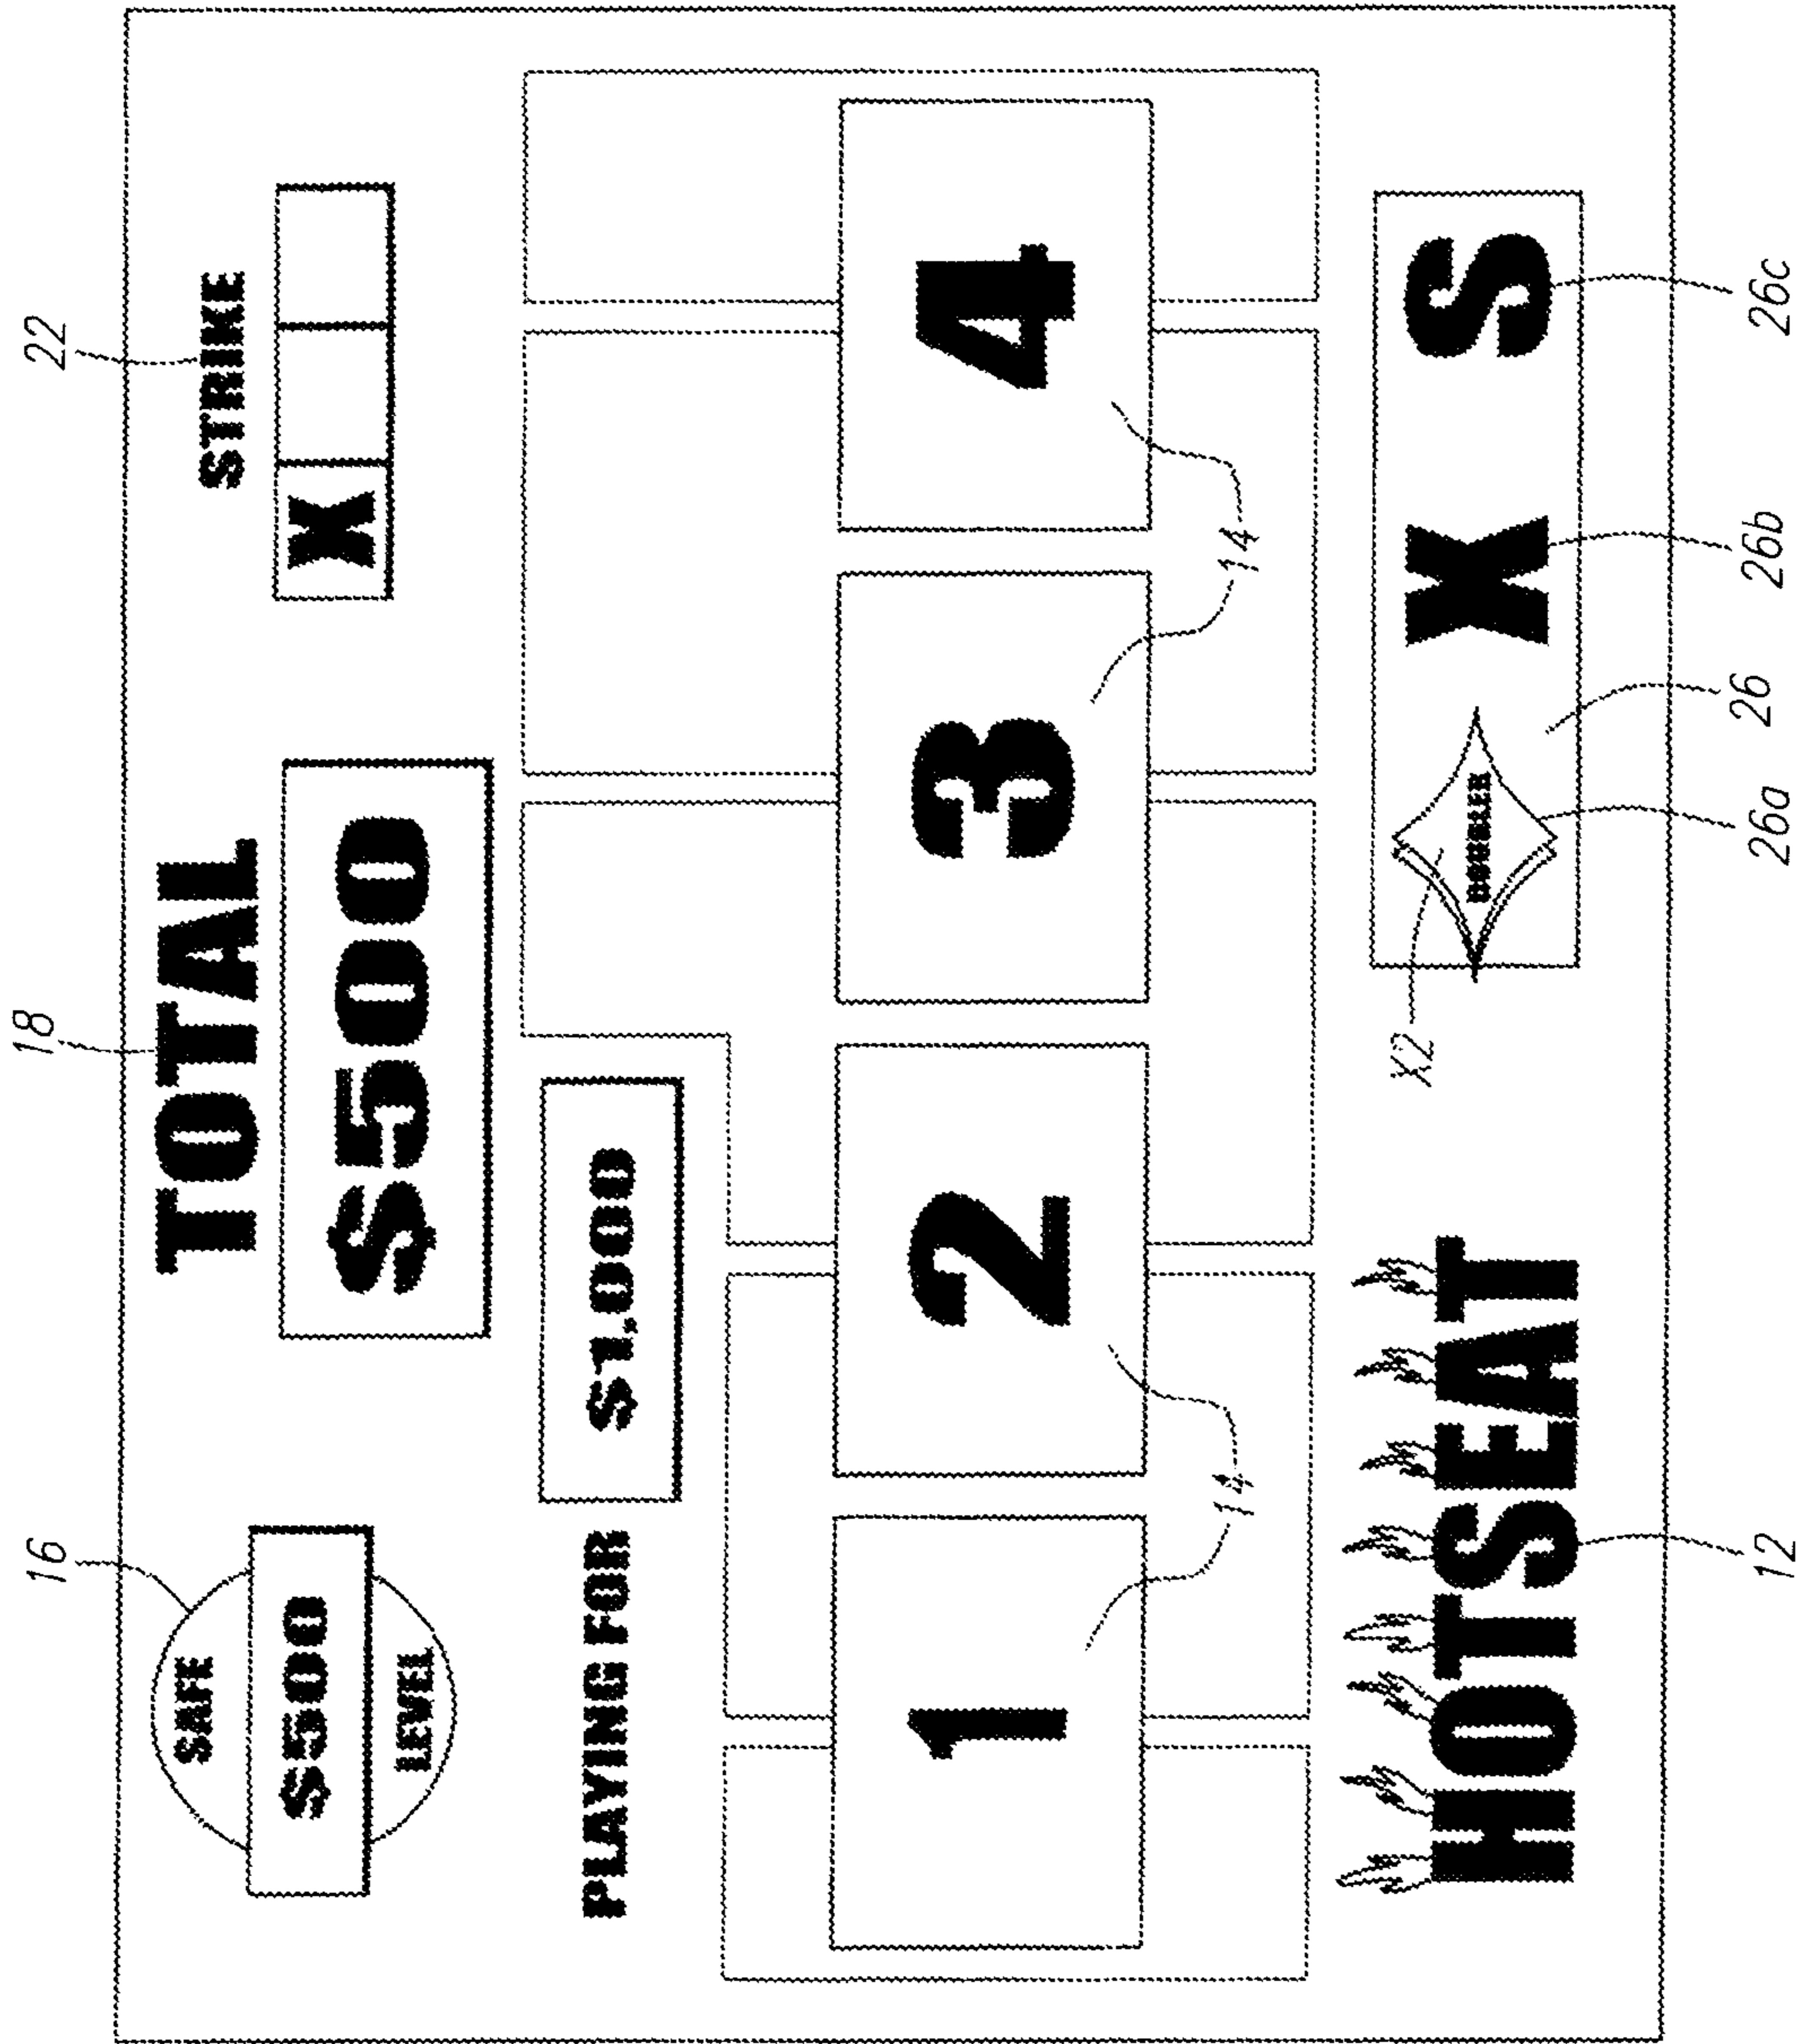 16
18
22
SAFE
$500
LEVEL
TOTAL
$500
STRIKE
X
PLAYING FOR
$1,000
1
2
3
4
14
14
HOTSEAT
X2
DOUBLER
X
S
12
26a
26
26b
26c